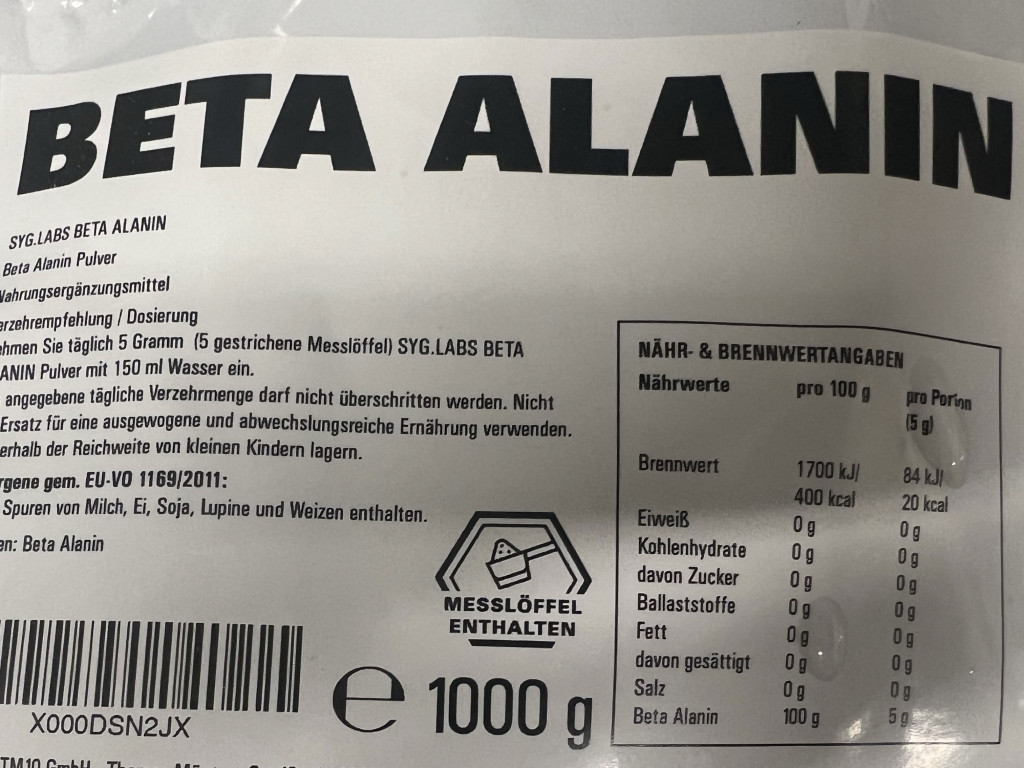 BETA ALANIN
SYG.LABS BETA ALANIN
Beta Alanin Pulver
Nahrungsergänzungsmittel
erzehrempfehlung / Dosierung
ehmen Sie täglich 5 Gramm (5 gestrichene Messlöffel) SYG.LABS BETA
ANIN Pulver mit 150 ml Wasser ein.
angegebene tägliche Verzehrmenge darf nicht überschritten werden. Nicht
Ersatz für eine ausgewogene und abwechslungsreiche Ernährung verwenden.
erhalb der Reichweite von kleinen Kindern lagern.
rgene gem. EU-VO 1169/2011:
Spuren von Milch, Ei, Soja, Lupine und Weizen enthalten.
en: Beta Alanin
MESSLÖFFEL
ENTHALTEN
X000DSN2JX
e 1000 g
TM10 GmbH
NÄHR- & BRENNWERTANGABEN
Nährwerte pro 100 g pro Porion
(5 g)
Brennwert 1700 kJ/ 84 kJ/
400 kcal 20 kcal
Eiweiß 0 g 0 g
Kohlenhydrate 0 g 0 g
davon Zucker 0 g 0 g
Ballaststoffe 0 g 0 g
Fett 0 g 0 g
davon gesättigt 0 g 0 g
Salz 0 g 0 g
Beta Alanin 100 g 5 g